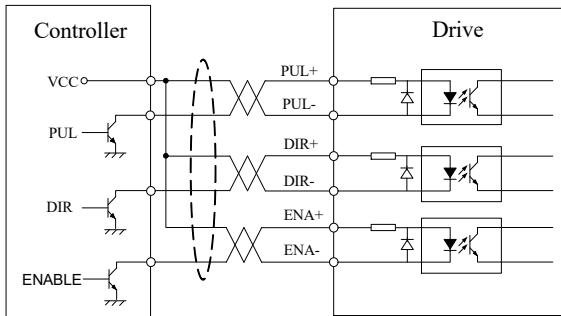 Controller
Drive
VCC
PUL+
PUL
PUL-
DIR+
DIR
DIR-
ENA+
ENABLE
ENA-